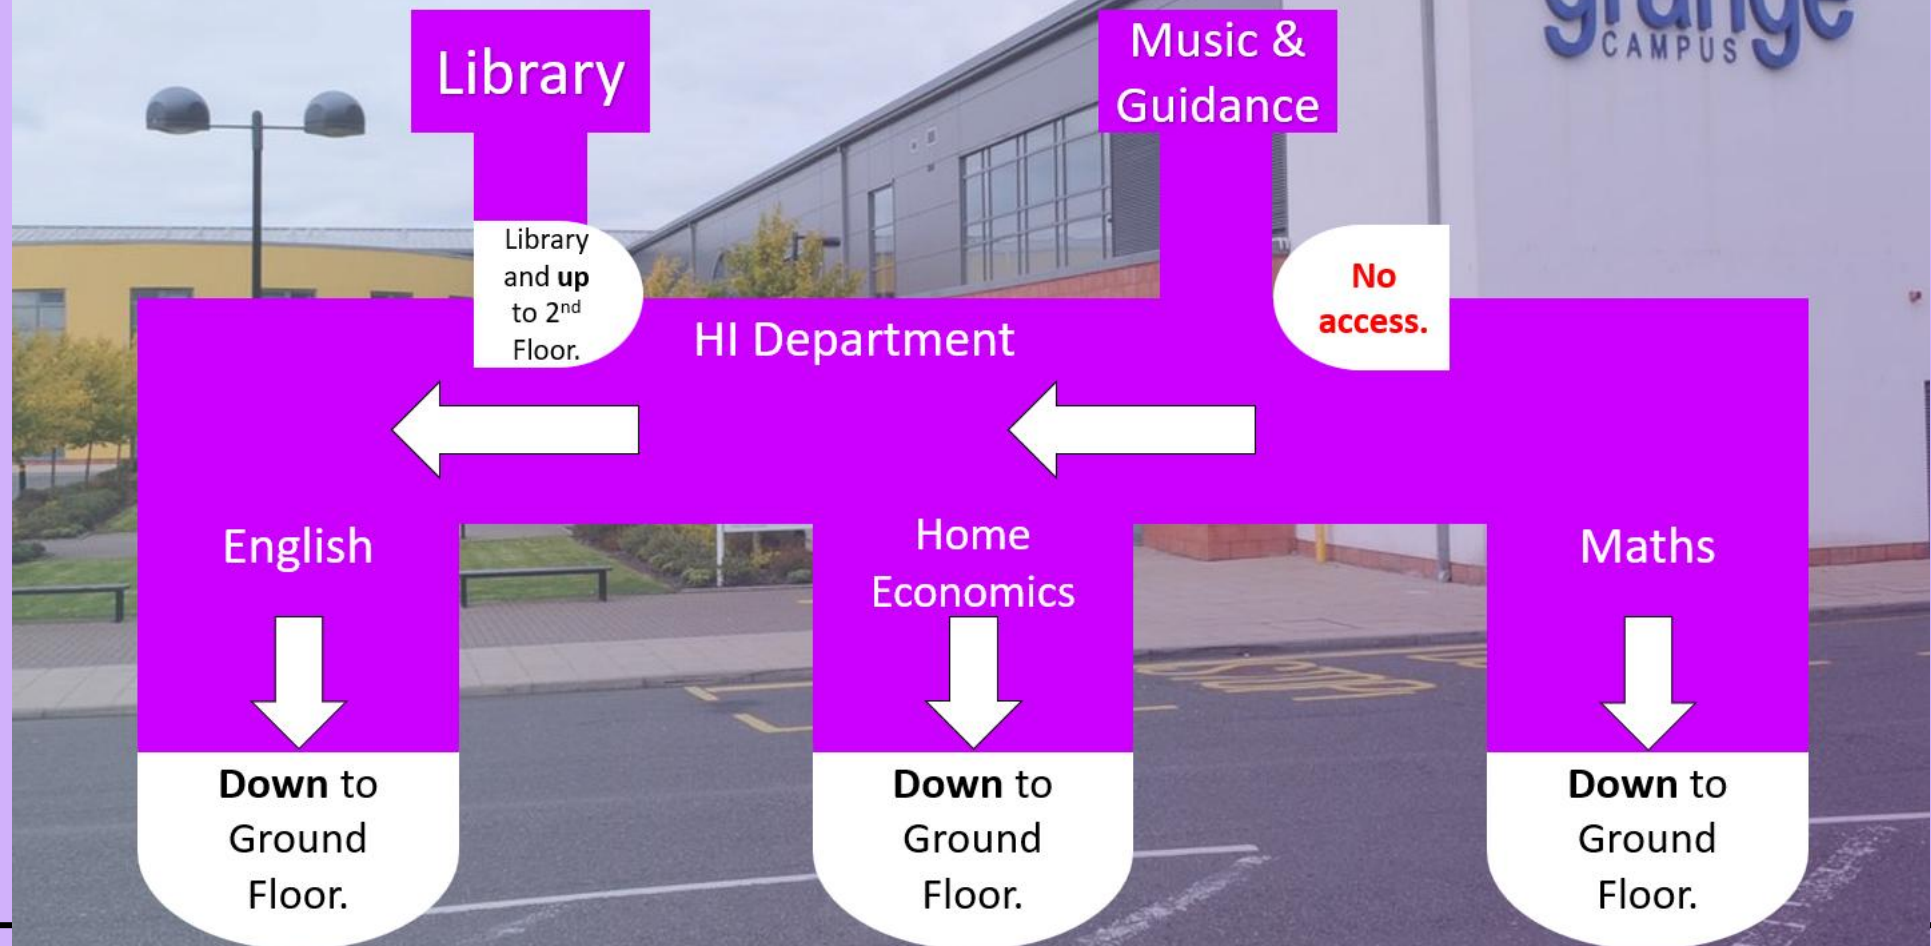 Library
Music &
Guidance
grange
CAMPUS
Library
and up
to 2nd
Floor.
No
access.
HI Department
English
Home
Economics
Maths
Down to
Ground
Floor.
Down to
Ground
Floor.
Down to
Ground
Floor.